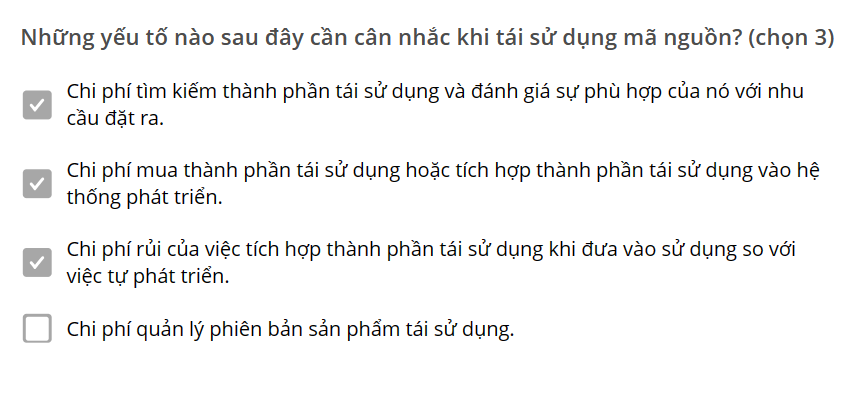 Những yếu tố nào sau đây cần cân nhắc khi tái sử dụng mã nguồn? (chọn 3)
Chi phí tìm kiếm thành phần tái sử dụng và đánh giá sự phù hợp của nó với nhu
cầu đặt ra.
Chi phí mua thành phần tái sử dụng hoặc tích hợp thành phần tái sử dụng vào hệ
thống phát triển.
Chi phí rủi của việc tích hợp thành phần tái sử dụng khi đưa vào sử dụng so với
việc tự phát triển.
Chi phí quản lý phiên bản sản phẩm tái sử dụng.